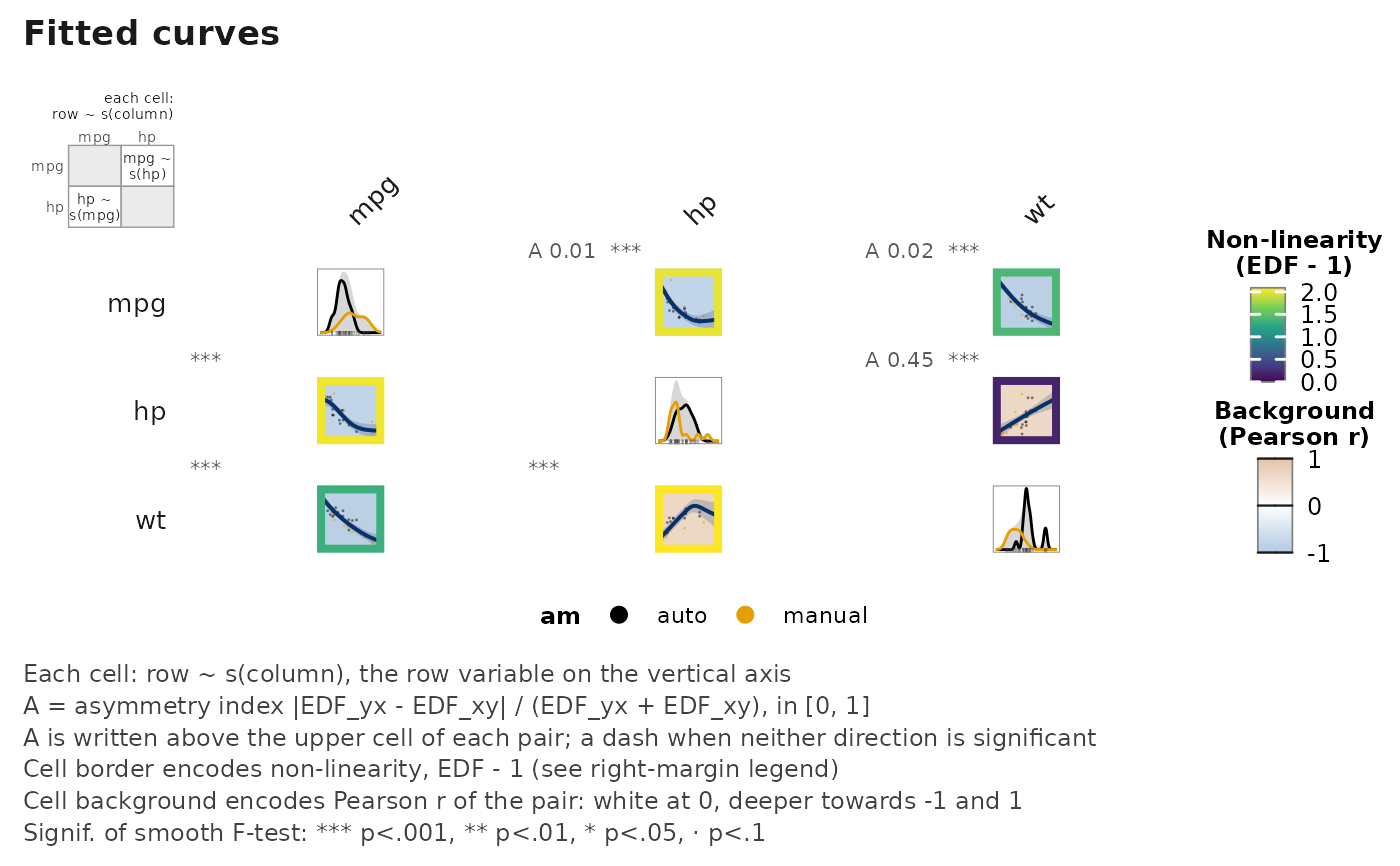 Fitted curves
each cell:
row ~ s(column)
mpg hp
mpg
mpg ~
s(hp)
hp
hp ~
s(mpg)
mpg hp wt
A 0.01 *** A 0.02 ***
mpg
*** A 0.45 ***
hp
*** ***
wt
Non-linearity
(EDF - 1)
2.0
1.5
1.0
0.5
0.0
Background
(Pearson r)
1
0
-1
am auto manual
Each cell: row ~ s(column), the row variable on the vertical axis
A = asymmetry index |EDF_yx - EDF_xy| / (EDF_yx + EDF_xy), in [0, 1]
A is written above the upper cell of each pair; a dash when neither direction is significant
Cell border encodes non-linearity, EDF - 1 (see right-margin legend)
Cell background encodes Pearson r of the pair: white at 0, deeper towards -1 and 1
Signif. of smooth F-test: *** p<.001, ** p<.01, * p<.05, · p<.1